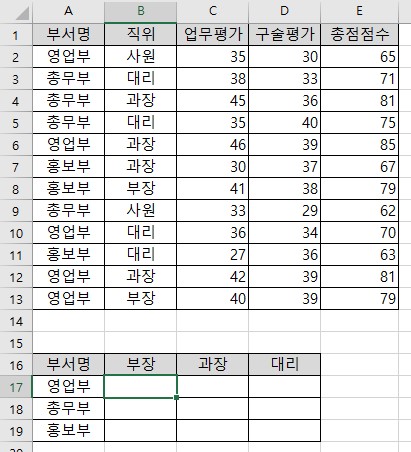 A B C D E
1 부서명 직위 업무평가 구술평가 총점점수
2 영업부 사원 35 30 65
3 총무부 대리 38 33 71
4 총무부 과장 45 36 81
5 총무부 대리 35 40 75
6 영업부 과장 46 39 85
7 홍보부 과장 30 37 67
8 홍보부 부장 41 38 79
9 총무부 사원 33 29 62
10 영업부 대리 36 34 70
11 홍보부 대리 27 36 63
12 영업부 과장 42 39 81
13 영업부 부장 40 39 79
14
15
16 부서명 부장 과장 대리
17 영업부
18 총무부
19 홍보부